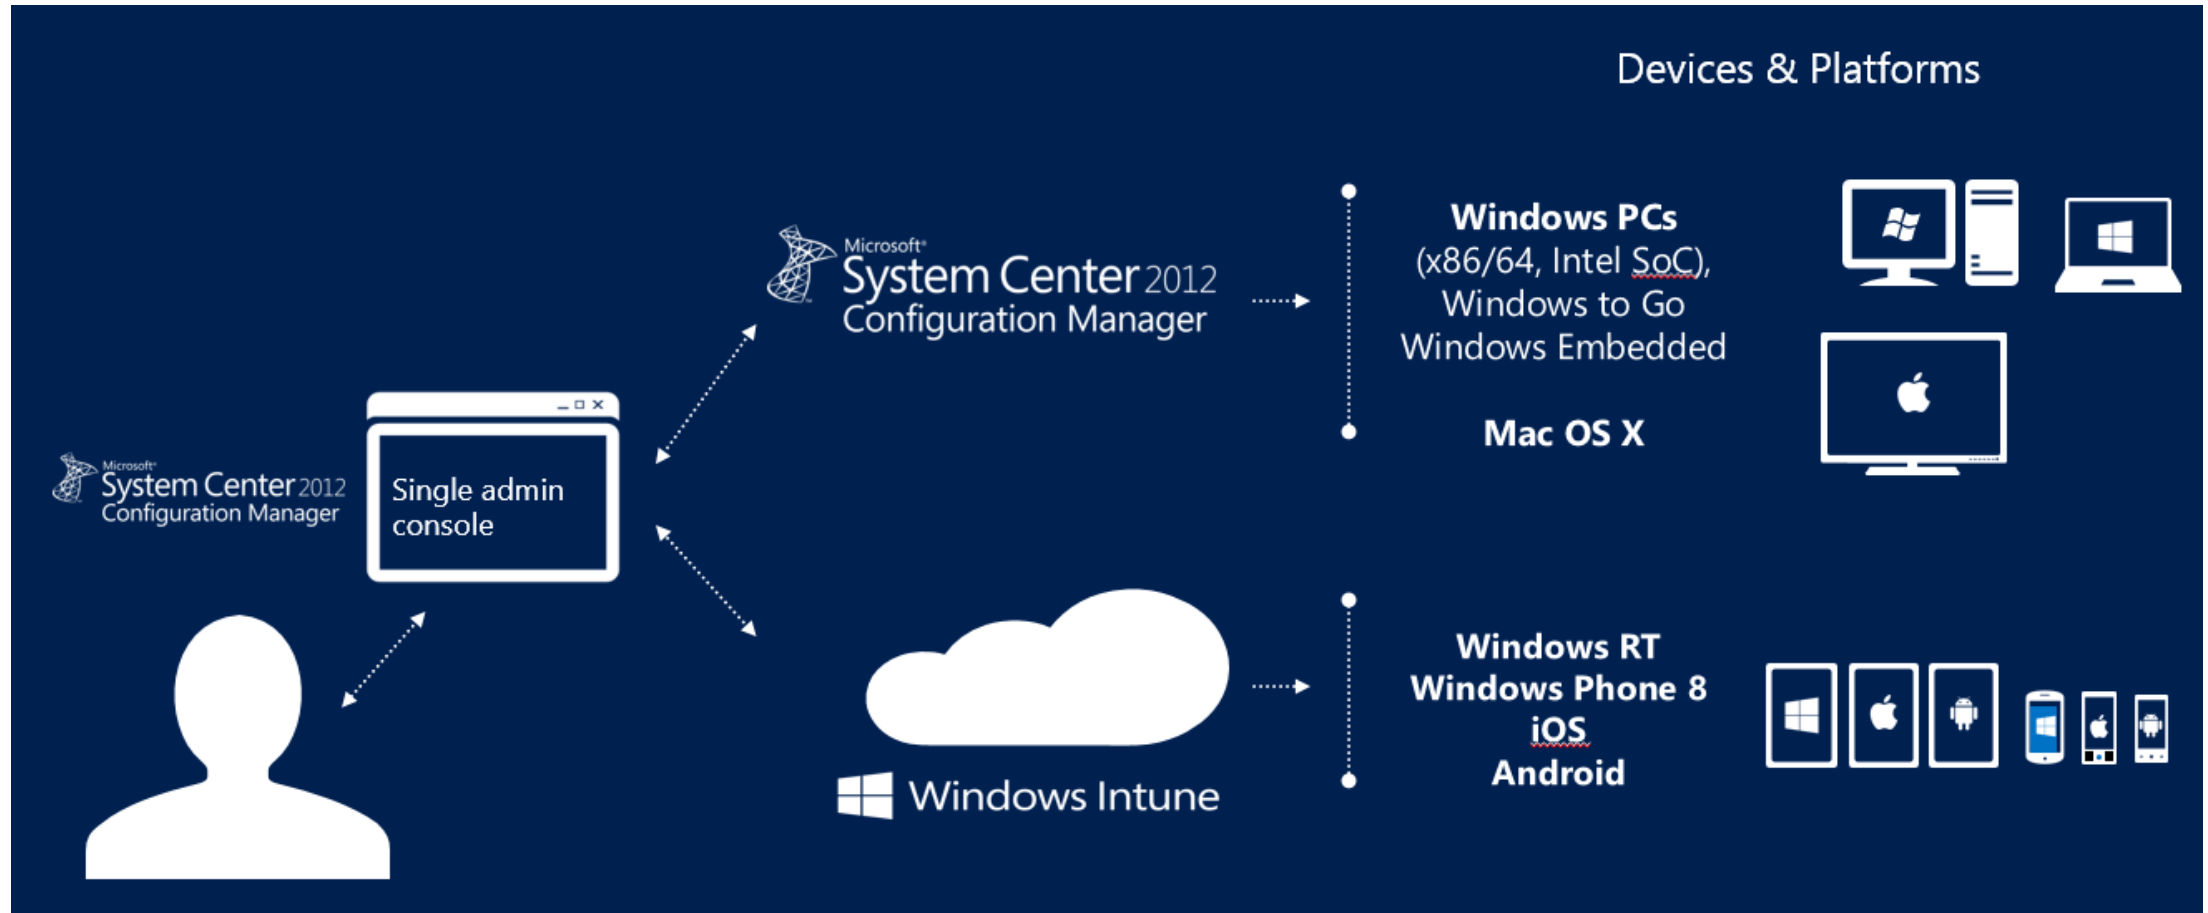 Devices & Platforms
Microsoft®
System Center 2012
Configuration Manager
Single admin
console
Microsoft®
System Center 2012
Configuration Manager
Windows PCs
(x86/64, Intel SoC),
Windows to Go
Windows Embedded
Mac OS X
Windows Intune
Windows RT
Windows Phone 8
iOS
Android